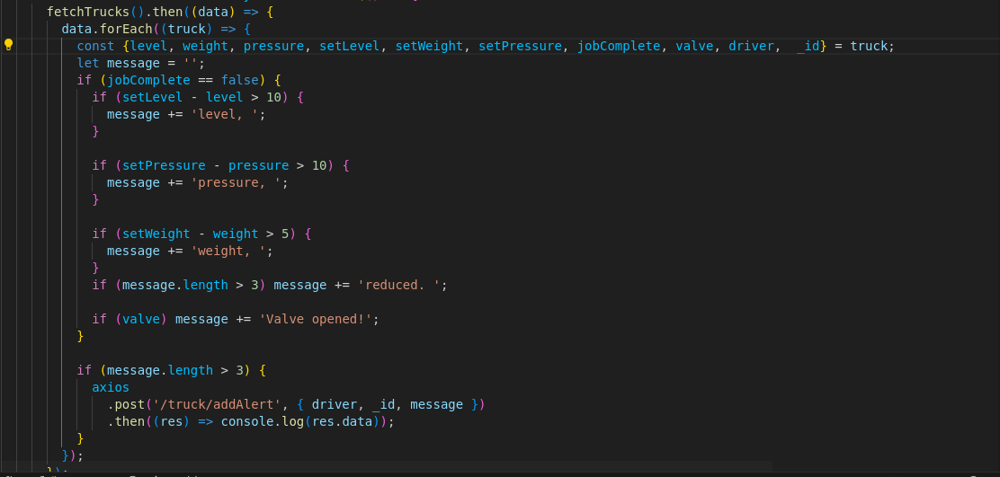 fetchTrucks().then((data) => {
data.forEach((truck) => {
const {level, weight, pressure, setLevel, setWeight, setPressure, jobComplete, valve, driver,  _id} = truck;
let message = '';
if (jobComplete == false) {
if (setLevel - level > 10) {
message += 'level, ';
}
if (setPressure - pressure > 10) {
message += 'pressure, ';
}
if (setWeight - weight > 5) {
message += 'weight, ';
}
if (message.length > 3) message += 'reduced. ';
if (valve) message += 'Valve opened!';
}
if (message.length > 3) {
axios
.post('/truck/addAlert', { driver, _id, message })
.then((res) => console.log(res.data));
}
});
});